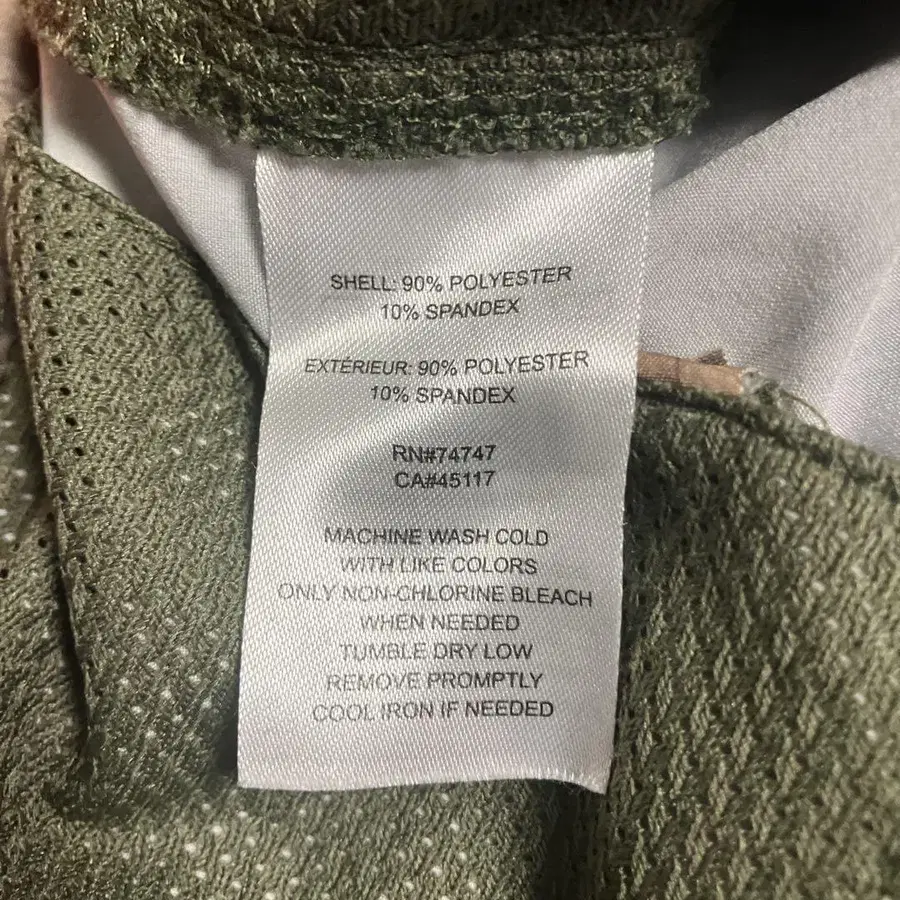 SHELL: 90% POLYESTER
10% SPANDEX
EXTÉRIEUR: 90% POLYESTER
10% SPANDEX
RN#74747
CA#45117
MACHINE WASH COLD
WITH LIKE COLORS
ONLY NON-CHLORINE BLEACH
WHEN NEEDED
TUMBLE DRY LOW
REMOVE PROMPTLY
COOL IRON IF NEEDED